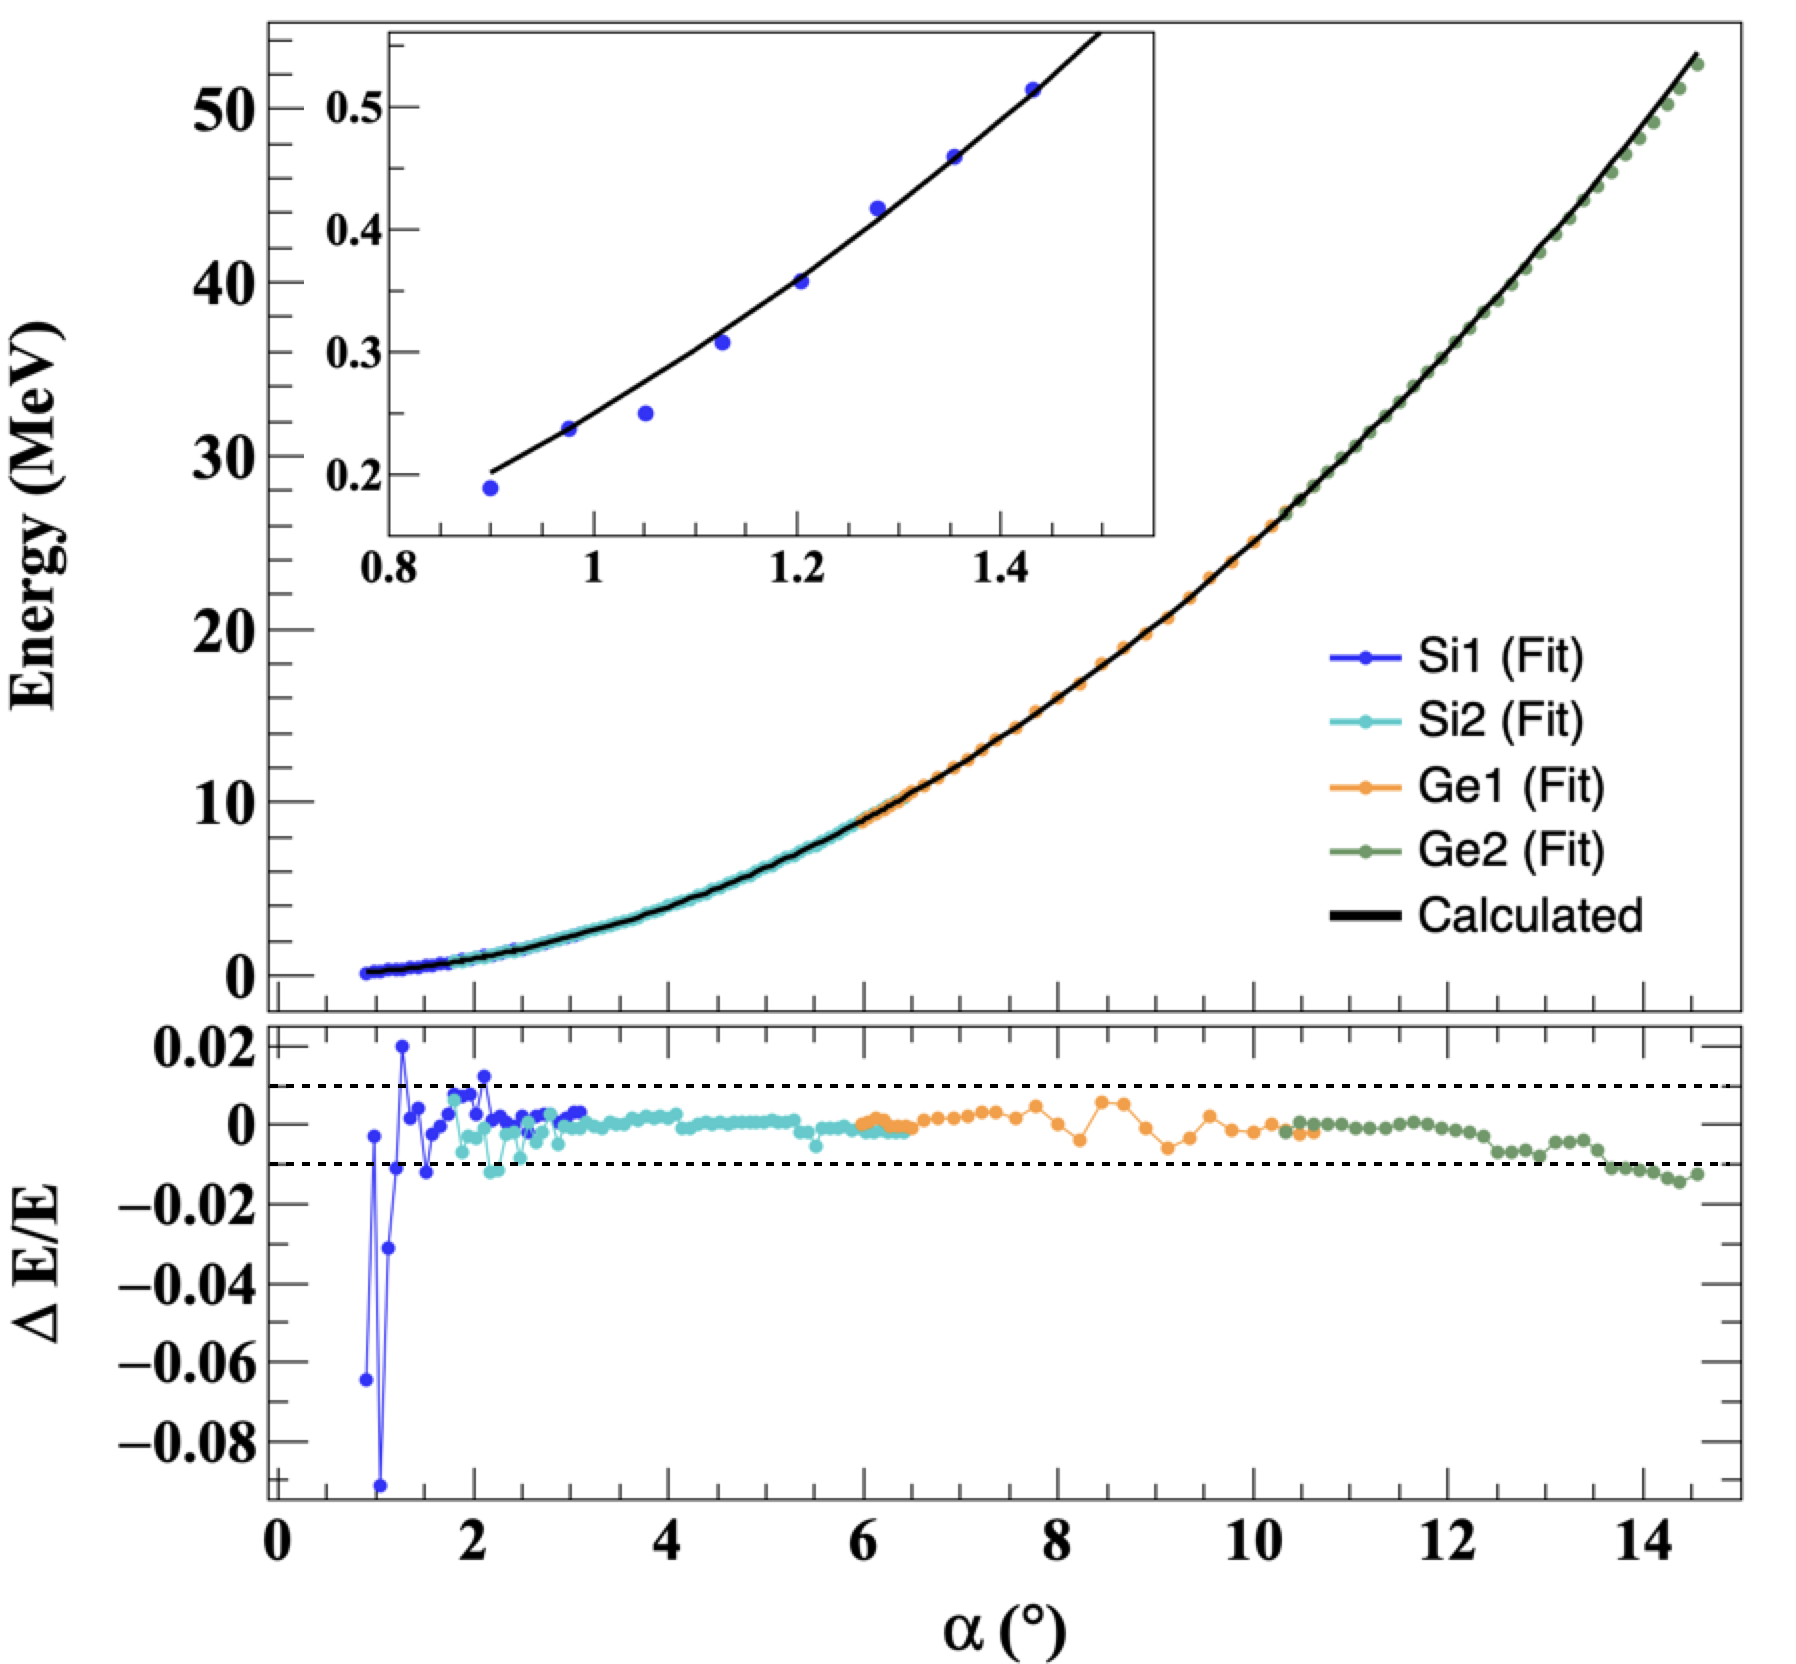 Energy (MeV)
50
40
30
20
10
0
0.5
0.4
0.3
0.2
0.8 1 1.2 1.4
Si1 (Fit)
Si2 (Fit)
Ge1 (Fit)
Ge2 (Fit)
Calculated
Δ E/E
0.02
0
−0.02
−0.04
−0.06
−0.08
0 2 4 6 8 10 12 14
α (°)